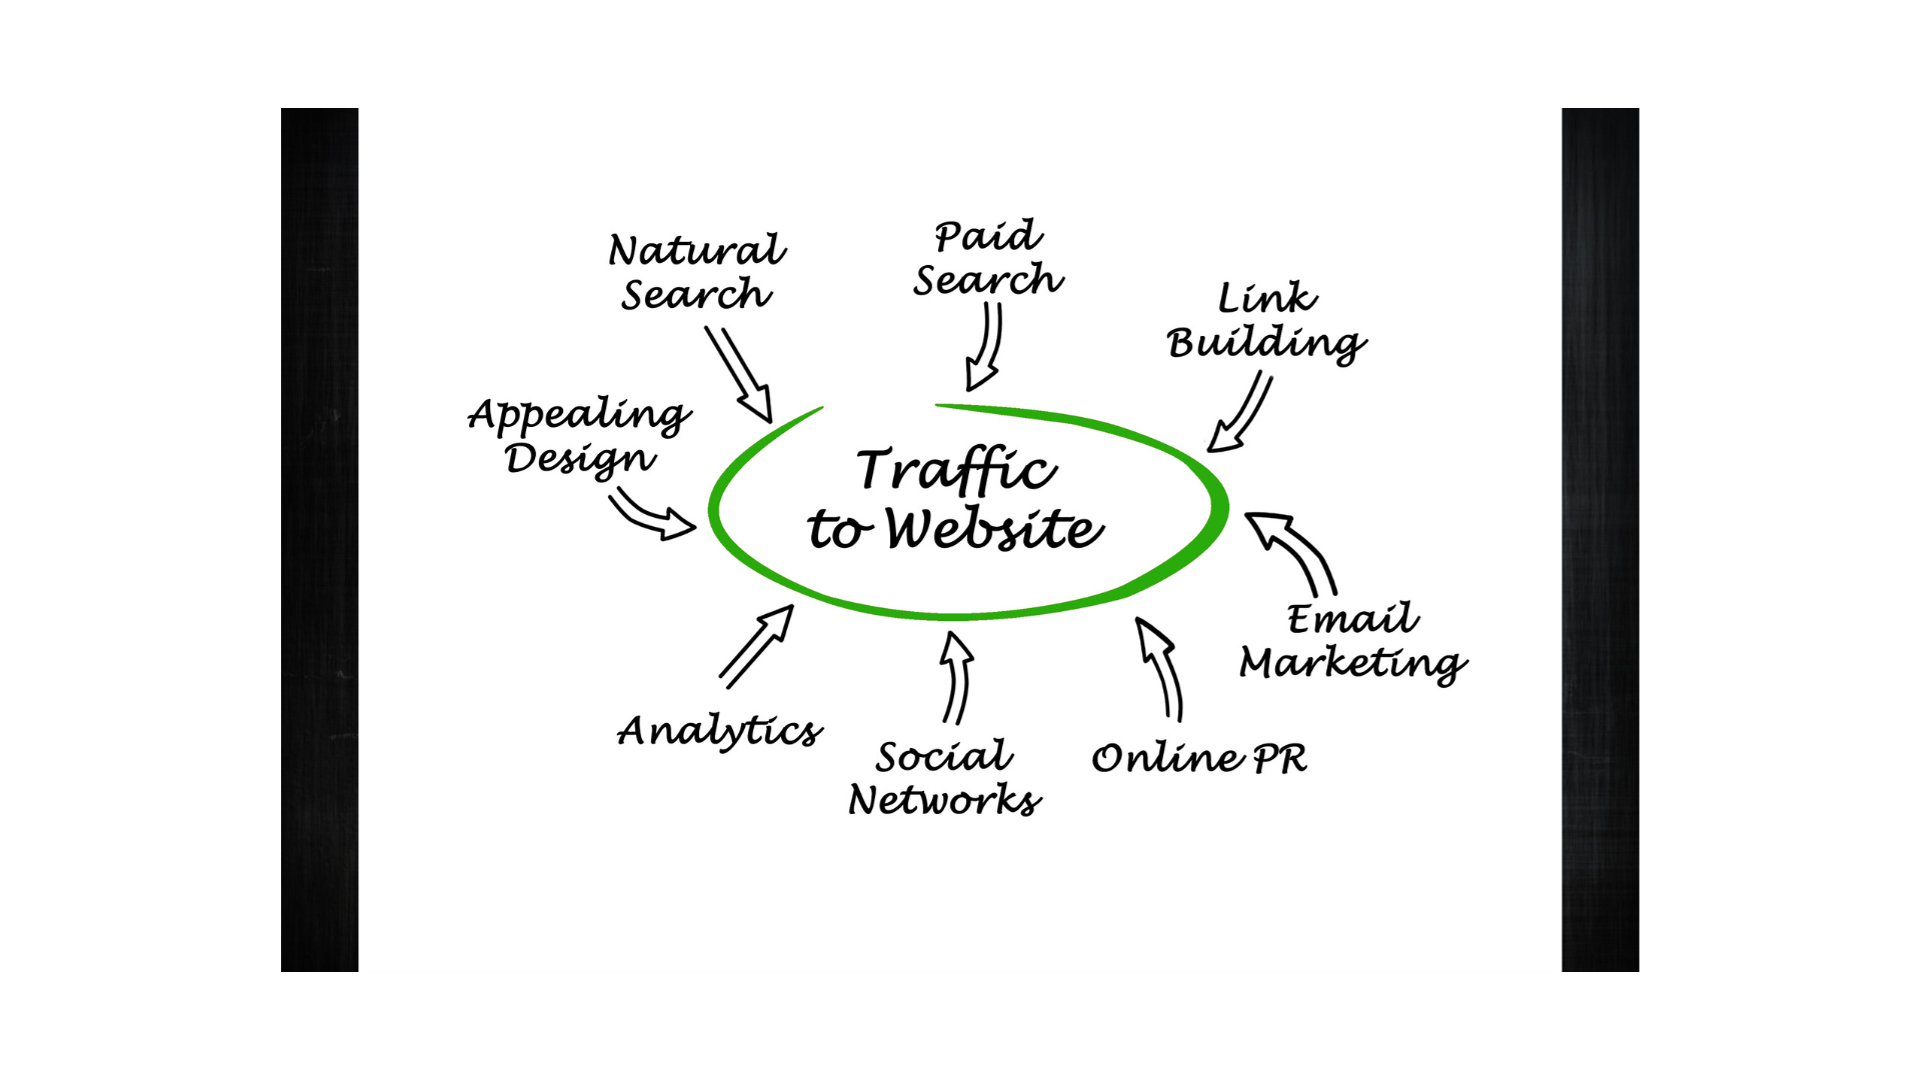 Natural
Search
Paid
Search
Link
Building
Appealing
Design
Traffic
to Website
Email
Marketing
Analytics
Social
Networks
Online PR